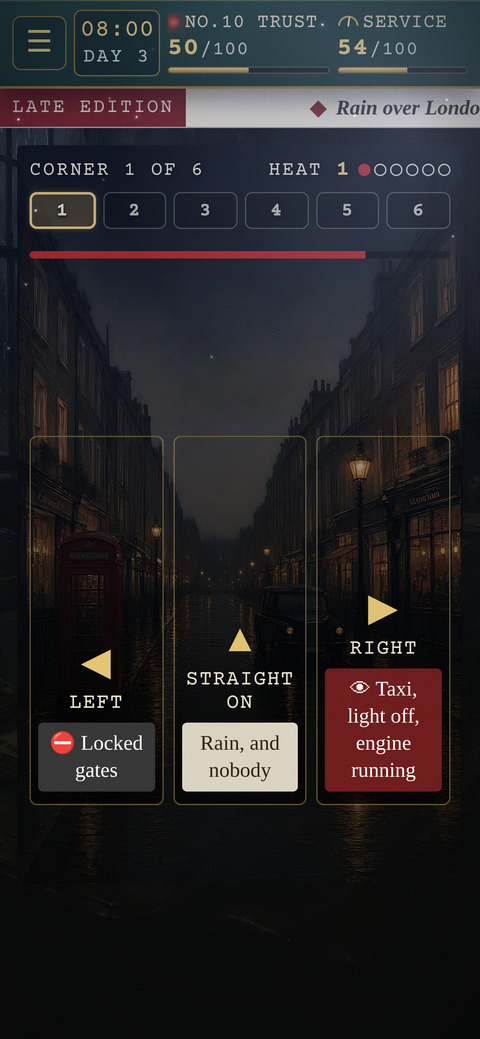 08:00
DAY 3
NO.10 TRUST.
50/100
SERVICE
54/100
LATE EDITION
◆ Rain over Londo
CORNER 1 OF 6
HEAT 1
1 2 3 4 5 6
LEFT
⛔ Locked
gates
STRAIGHT
ON
Rain, and
nobody
RIGHT
👁 Taxi,
light off,
engine
running